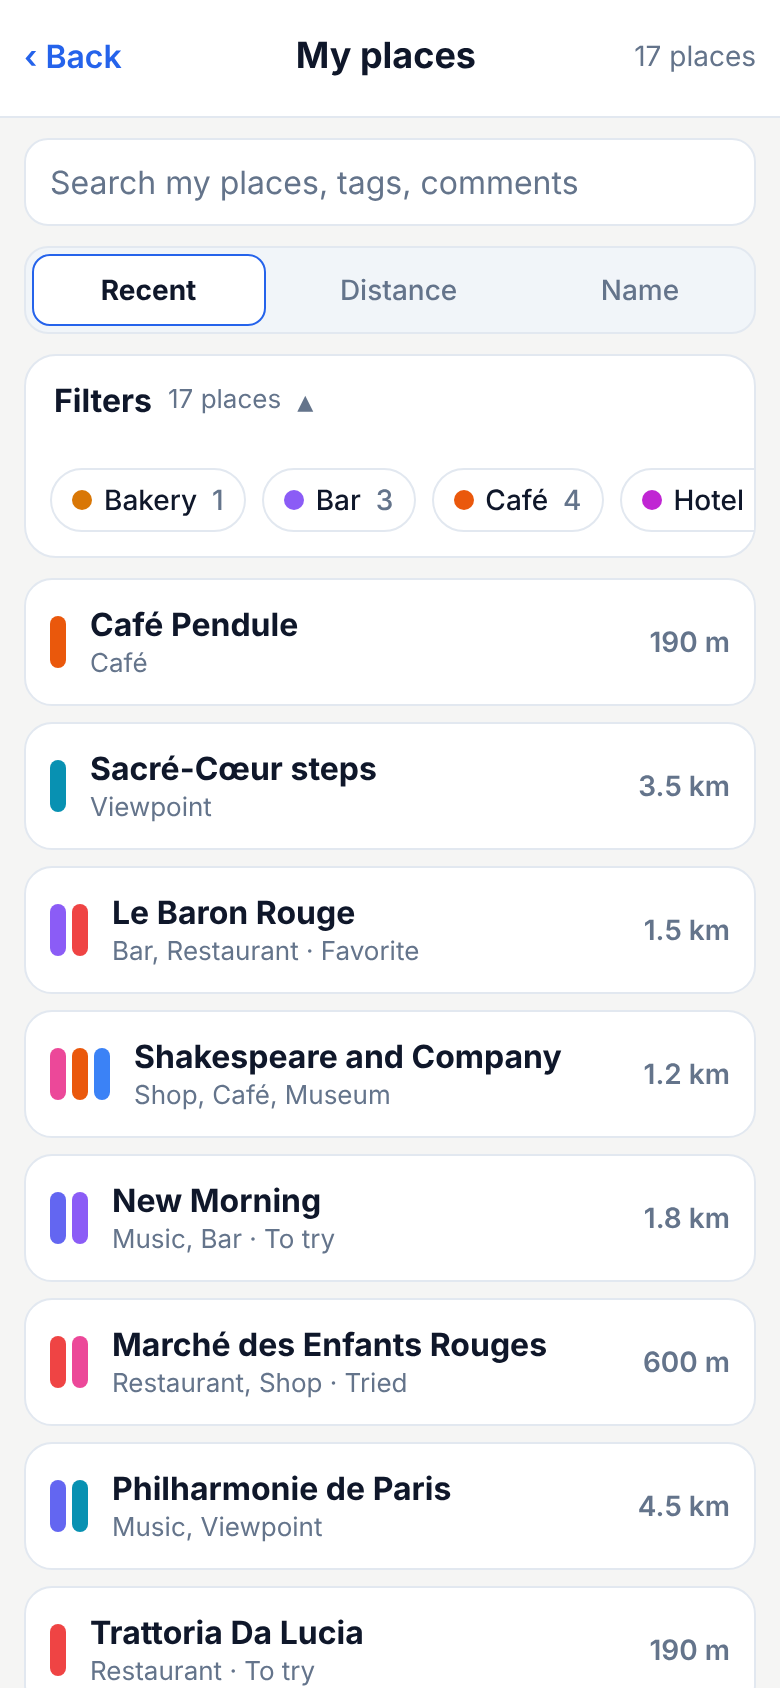 ‹ Back My places 17 places
Search my places, tags, comments
Recent Distance Name
Filters 17 places ▲
Bakery 1 Bar 3 Café 4 Hotel
Café Pendule
Café
190 m
Sacré-Cœur steps
Viewpoint
3.5 km
Le Baron Rouge
Bar, Restaurant · Favorite
1.5 km
Shakespeare and Company
Shop, Café, Museum
1.2 km
New Morning
Music, Bar · To try
1.8 km
Marché des Enfants Rouges
Restaurant, Shop · Tried
600 m
Philharmonie de Paris
Music, Viewpoint
4.5 km
Trattoria Da Lucia
Restaurant · To try
190 m